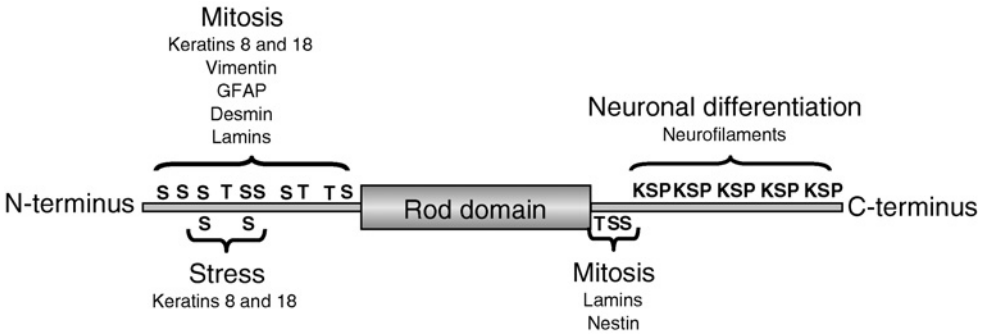 Mitosis
Keratins 8 and 18
Vimentin
GFAP
Desmin
Lamins
Neuronal differentiation
Neurofilaments
S S S T SS S T T S
KSP KSP KSP KSP KSP
N-terminus
Rod domain
C-terminus
S S
TSS
Stress
Keratins 8 and 18
Mitosis
Lamins
Nestin